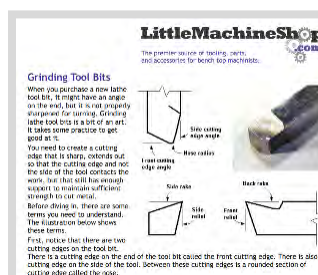 LittleMachineShop
.com
The premier source of tooling, parts,
and accessories for bench top machinists.
Grinding Tool Bits
When you purchase a new lathe
tool bit, it might have an angle
on the end, but it is not properly
sharpened for turning. Grinding
lathe tool bits is a bit of an art.
It takes some practice to get
good at it.
You need to create a cutting
edge that is sharp, extends out
so that the cutting edge and not
the side of the tool contacts the
work, but that still has enough
support to maintain sufficient
strength to cut metal.
Before diving in, there are some
terms you need to understand.
The illustration below shows
these terms.
First, notice that there are two
cutting edges on the tool bit.
There is a cutting edge on the end of the tool bit called the front cutting edge. There is also
cutting edge on the side of the tool. Between these cutting edges is a rounded section of
cutting edge called the nose.
Side cutting
edge angle
Nose radius
Front cutting
edge angle
Side rake
Back rake
Side
relief
Front
relief